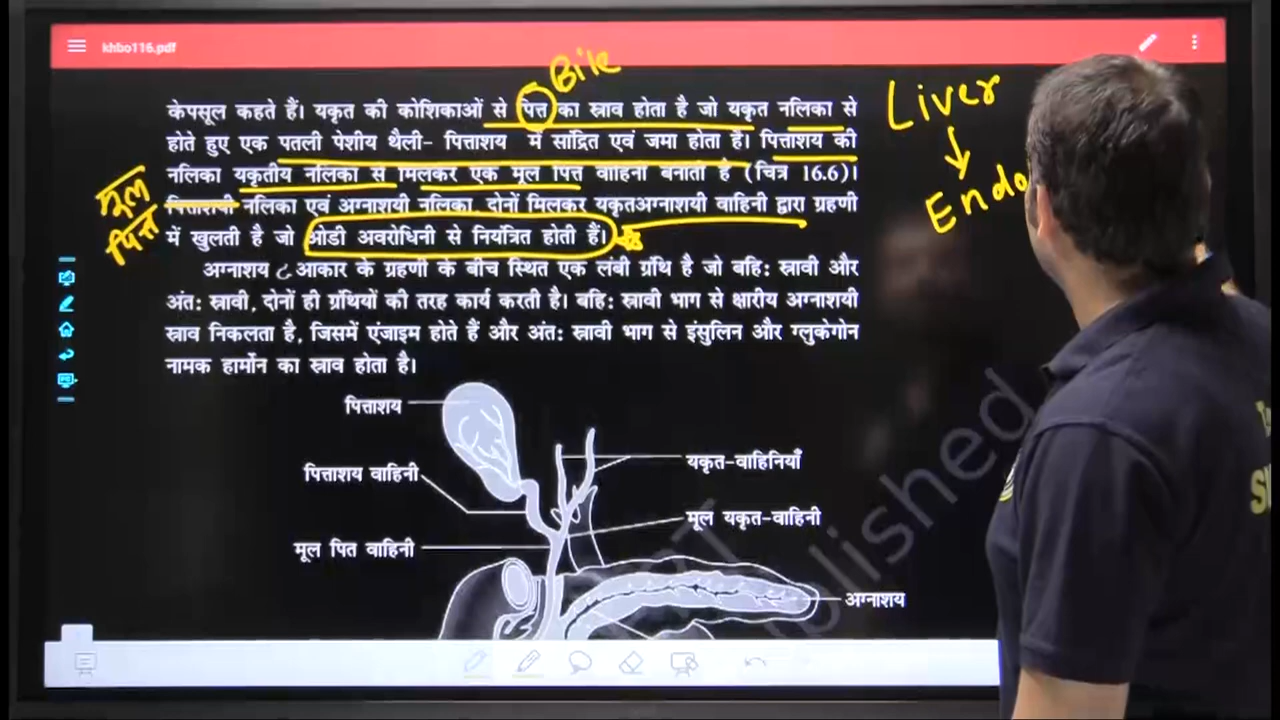 khbo116.pdf
Bile
केपसूल कहते हैं। यकृत की कोशिकाओं से पित्त का स्राव होता है जो यकृत नलिका से
होते हुए एक पतली पेशीय थैली- पित्ताशय में सांद्रित एवं जमा होता है। पित्ताशय की
नलिका यकृतीय नलिका से मिलकर एक मूल पित्त वाहिना बनाता है (चित्र 16.6)।
पित्ताशयी नलिका एवं अग्नाशयी नलिका, दोनों मिलकर यकृतअग्नाशयी वाहिनी द्वारा ग्रहणी
में खुलती है जो ओडी अवरोधिनी से नियंत्रित होती हैं।
मूल
पित्त
Liver
Endo
अग्नाशय आकार के ग्रहणी के बीच स्थित एक लंबी ग्रंथि है जो बहि: स्रावी और
अंत: स्रावी, दोनों ही ग्रंथियों की तरह कार्य करती है। बहि: स्रावी भाग से क्षारीय अग्नाशयी
स्राव निकलता है, जिसमें एंजाइम होते हैं और अंत: स्रावी भाग से इंसुलिन और ग्लुकेगोन
नामक हार्मोन का स्राव होता है।
पित्ताशय
पित्ताशय वाहिनी
यकृत-वाहिनियाँ
मूल यकृत-वाहिनी
मूल पित वाहिनी
अग्नाशय